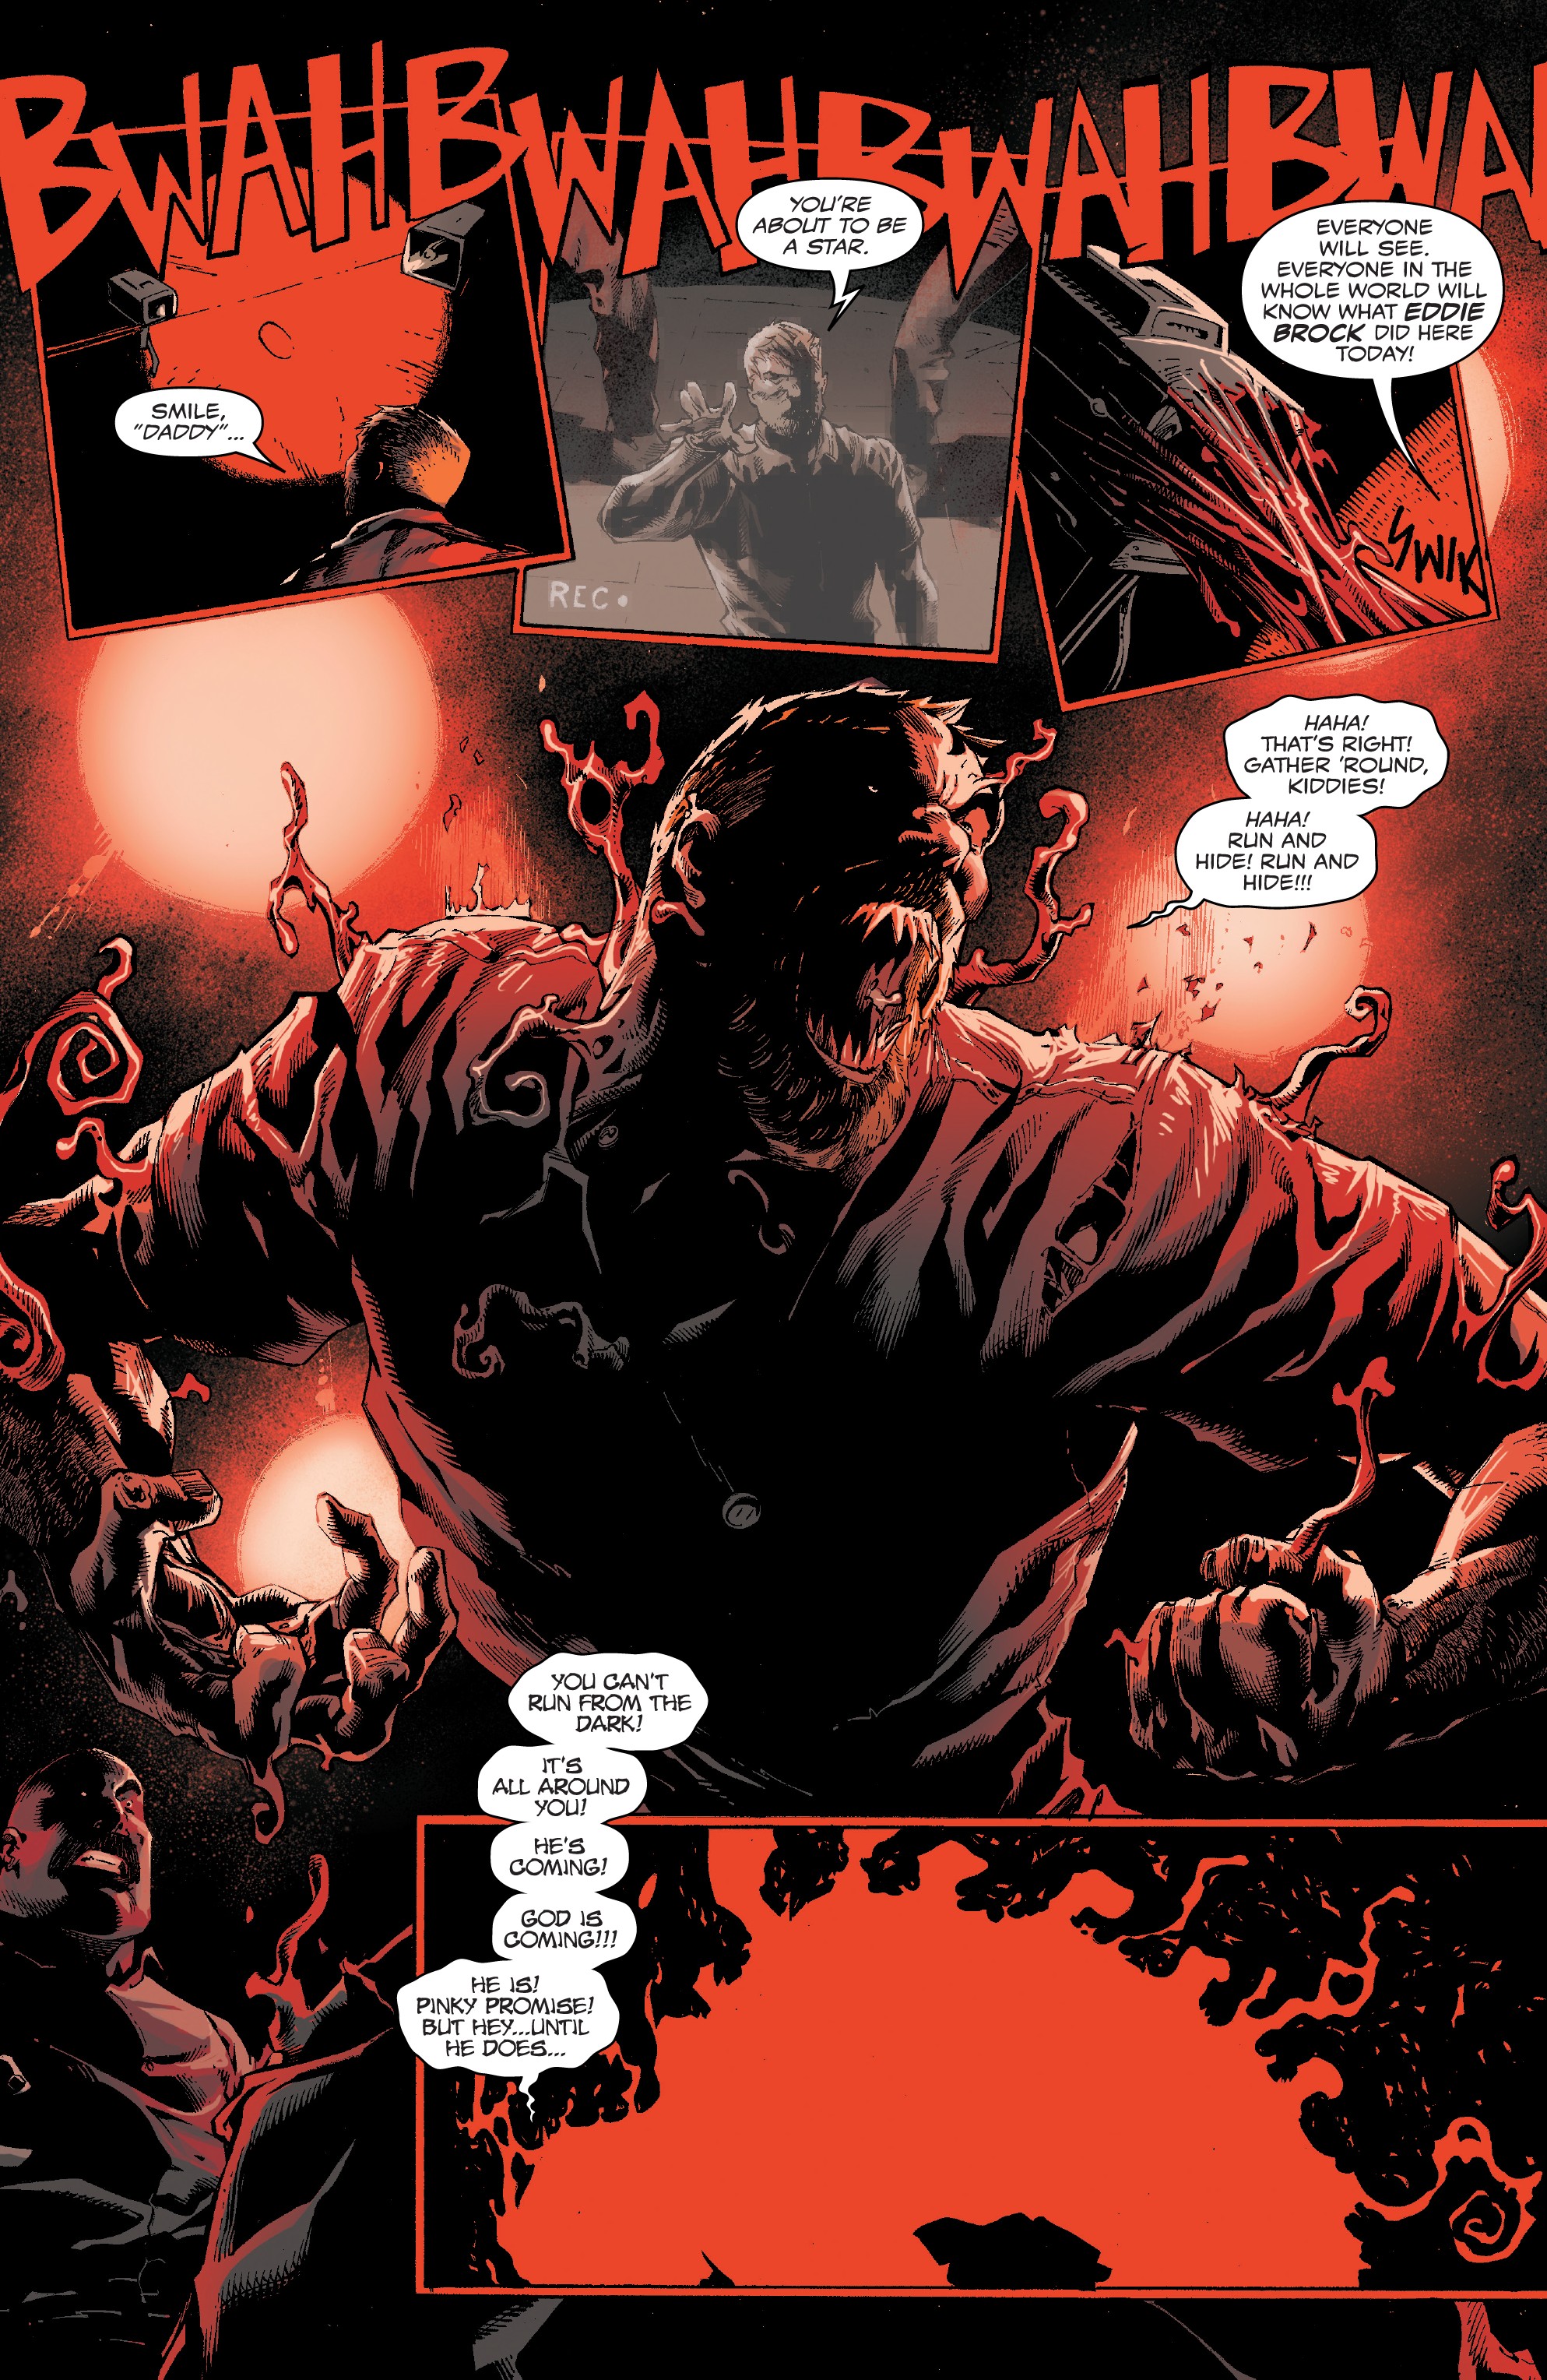 BWAHBWAHBWAHBWA
SMILE,
"DADDY"...
YOU'RE
ABOUT TO BE
A STAR.
REC•
EVERYONE
WILL SEE.
EVERYONE IN THE
WHOLE WORLD WILL
KNOW WHAT EDDIE
BROCK DID HERE
TODAY!
SWIK
HAHA!
THAT'S RIGHT!
GATHER 'ROUND,
KIDDIES!
HAHA!
RUN AND
HIDE! RUN AND
HIDE!!!
YOU CAN'T
RUN FROM THE
DARK!
IT'S
ALL AROUND
YOU!
HE'S
COMING!
GOD IS
COMING!!!
HE IS!
PINKY PROMISE!
BUT HEY...UNTIL
HE DOES...